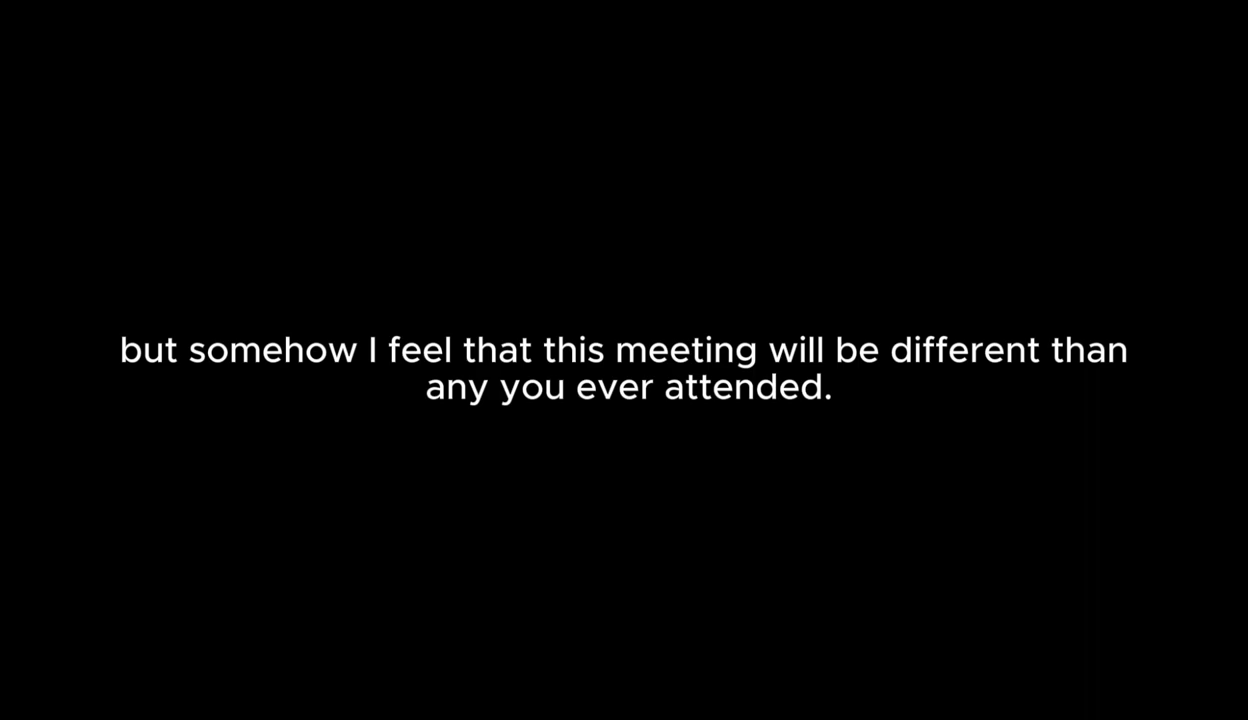 but somehow I feel that this meeting will be different than
any you ever attended.